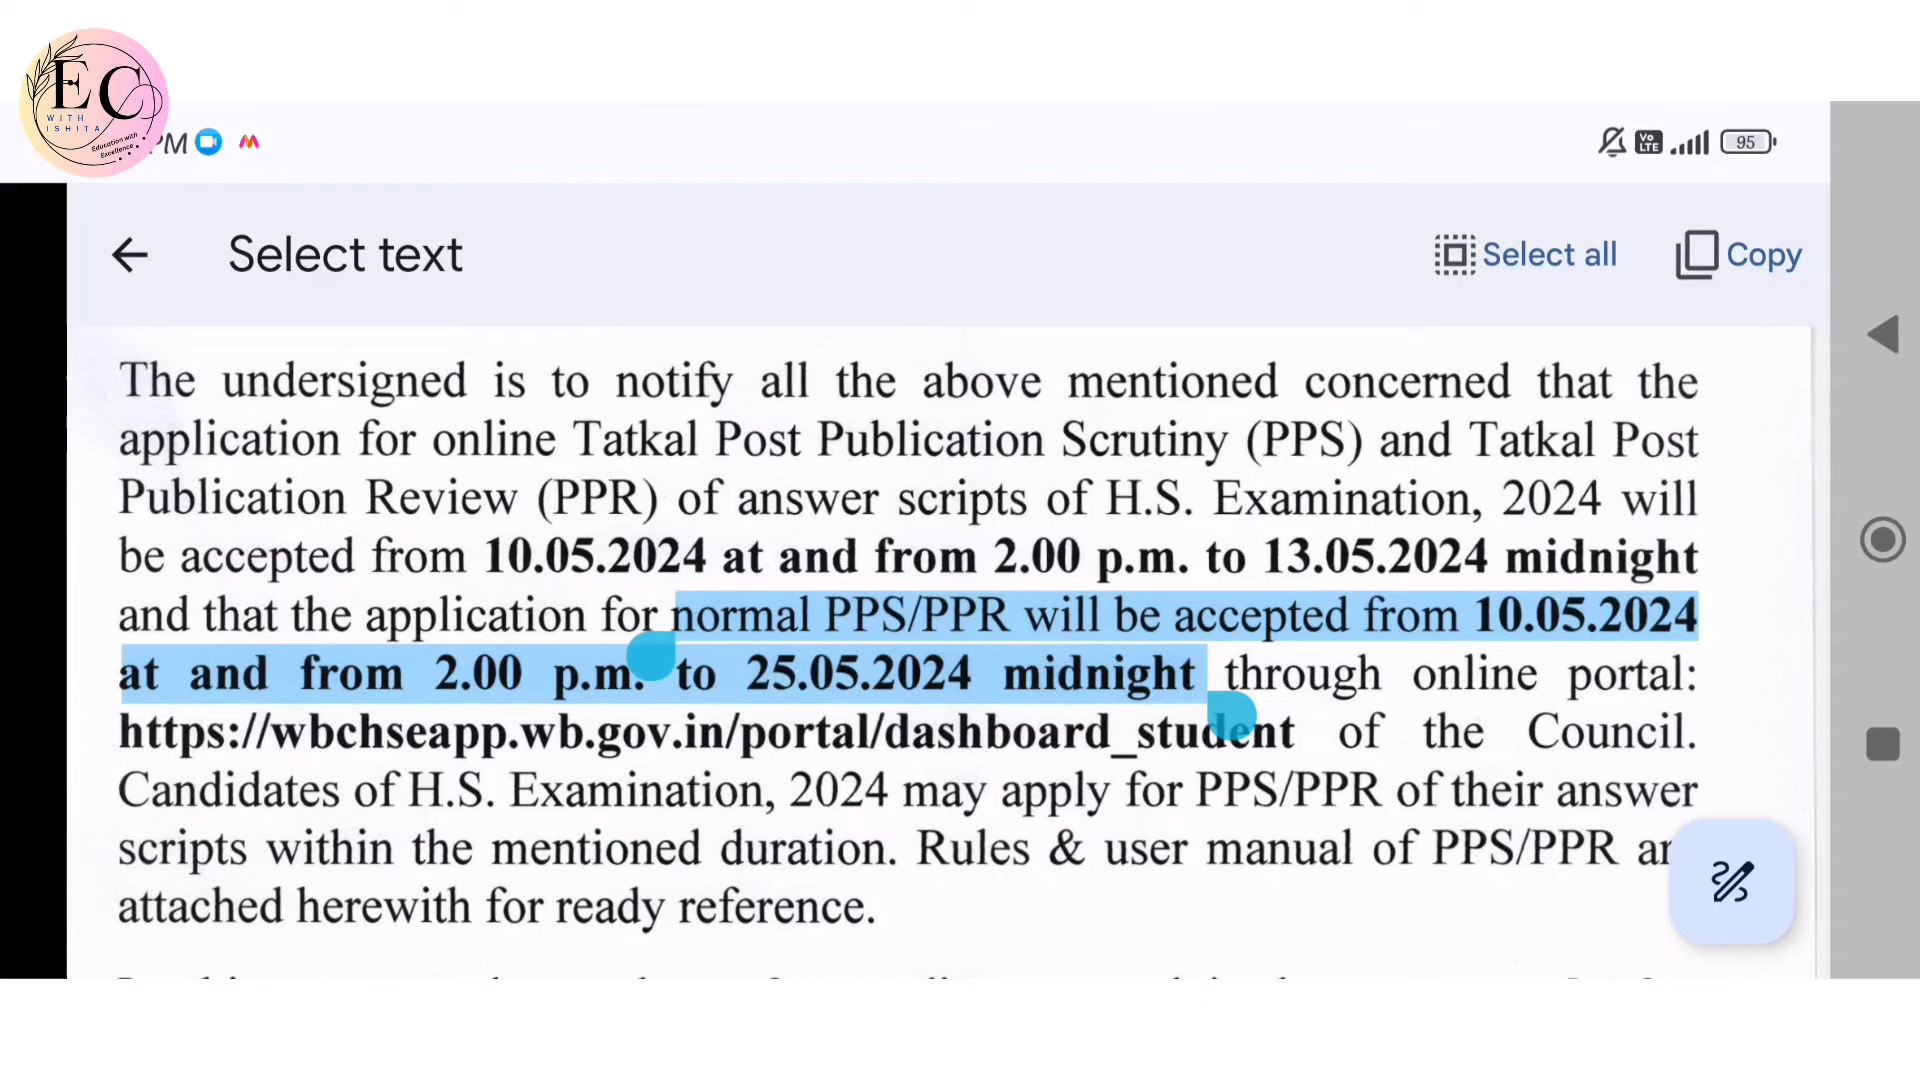 EC
WITH
ISHITA
Education with
Excellence
PM
Vo
LTE
95
Select text
Select all
Copy
The undersigned is to notify all the above mentioned concerned that the
application for online Tatkal Post Publication Scrutiny (PPS) and Tatkal Post
Publication Review (PPR) of answer scripts of H.S. Examination, 2024 will
be accepted from 10.05.2024 at and from 2.00 p.m. to 13.05.2024 midnight
and that the application for normal PPS/PPR will be accepted from 10.05.2024
at and from 2.00 p.m. to 25.05.2024 midnight through online portal:
https://wbchseapp.wb.gov.in/portal/dashboard_student of the Council.
Candidates of H.S. Examination, 2024 may apply for PPS/PPR of their answer
scripts within the mentioned duration. Rules & user manual of PPS/PPR
attached herewith for ready reference.